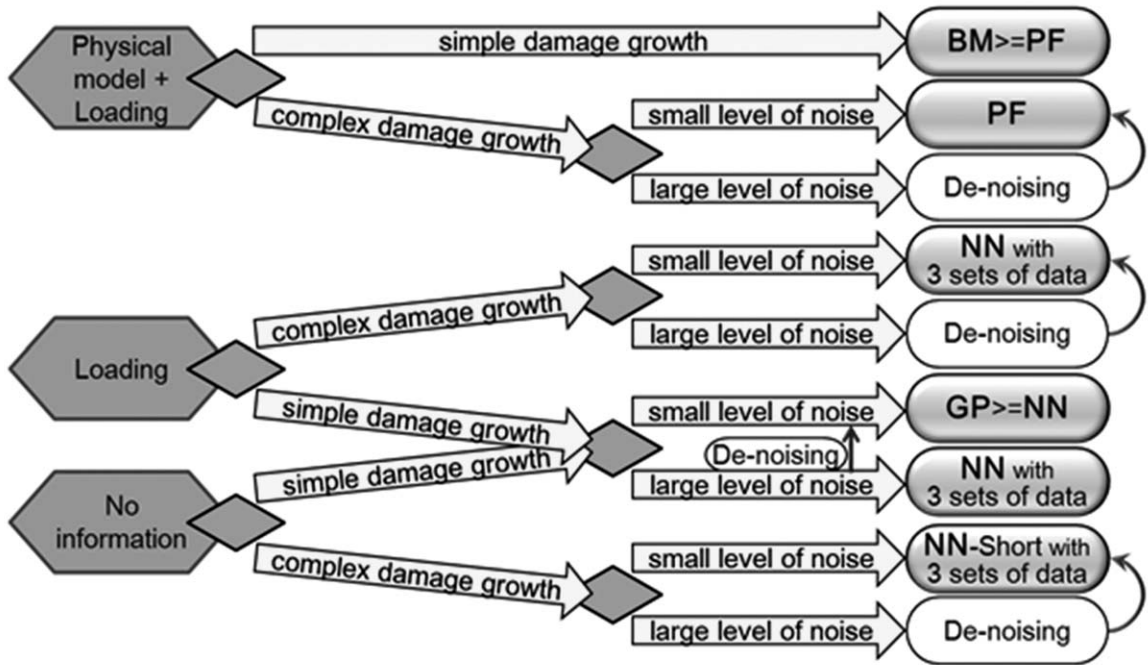 Physical
model +
Loading
simple damage growth
BM>=PF
complex damage growth
small level of noise
PF
large level of noise
De-noising
Loading
complex damage growth
small level of noise
NN with
3 sets of data
large level of noise
De-noising
simple damage growth
small level of noise
GP>=NN
De-noising
No
information
simple damage growth
large level of noise
NN with
3 sets of data
complex damage growth
small level of noise
NN-Short with
3 sets of data
large level of noise
De-noising